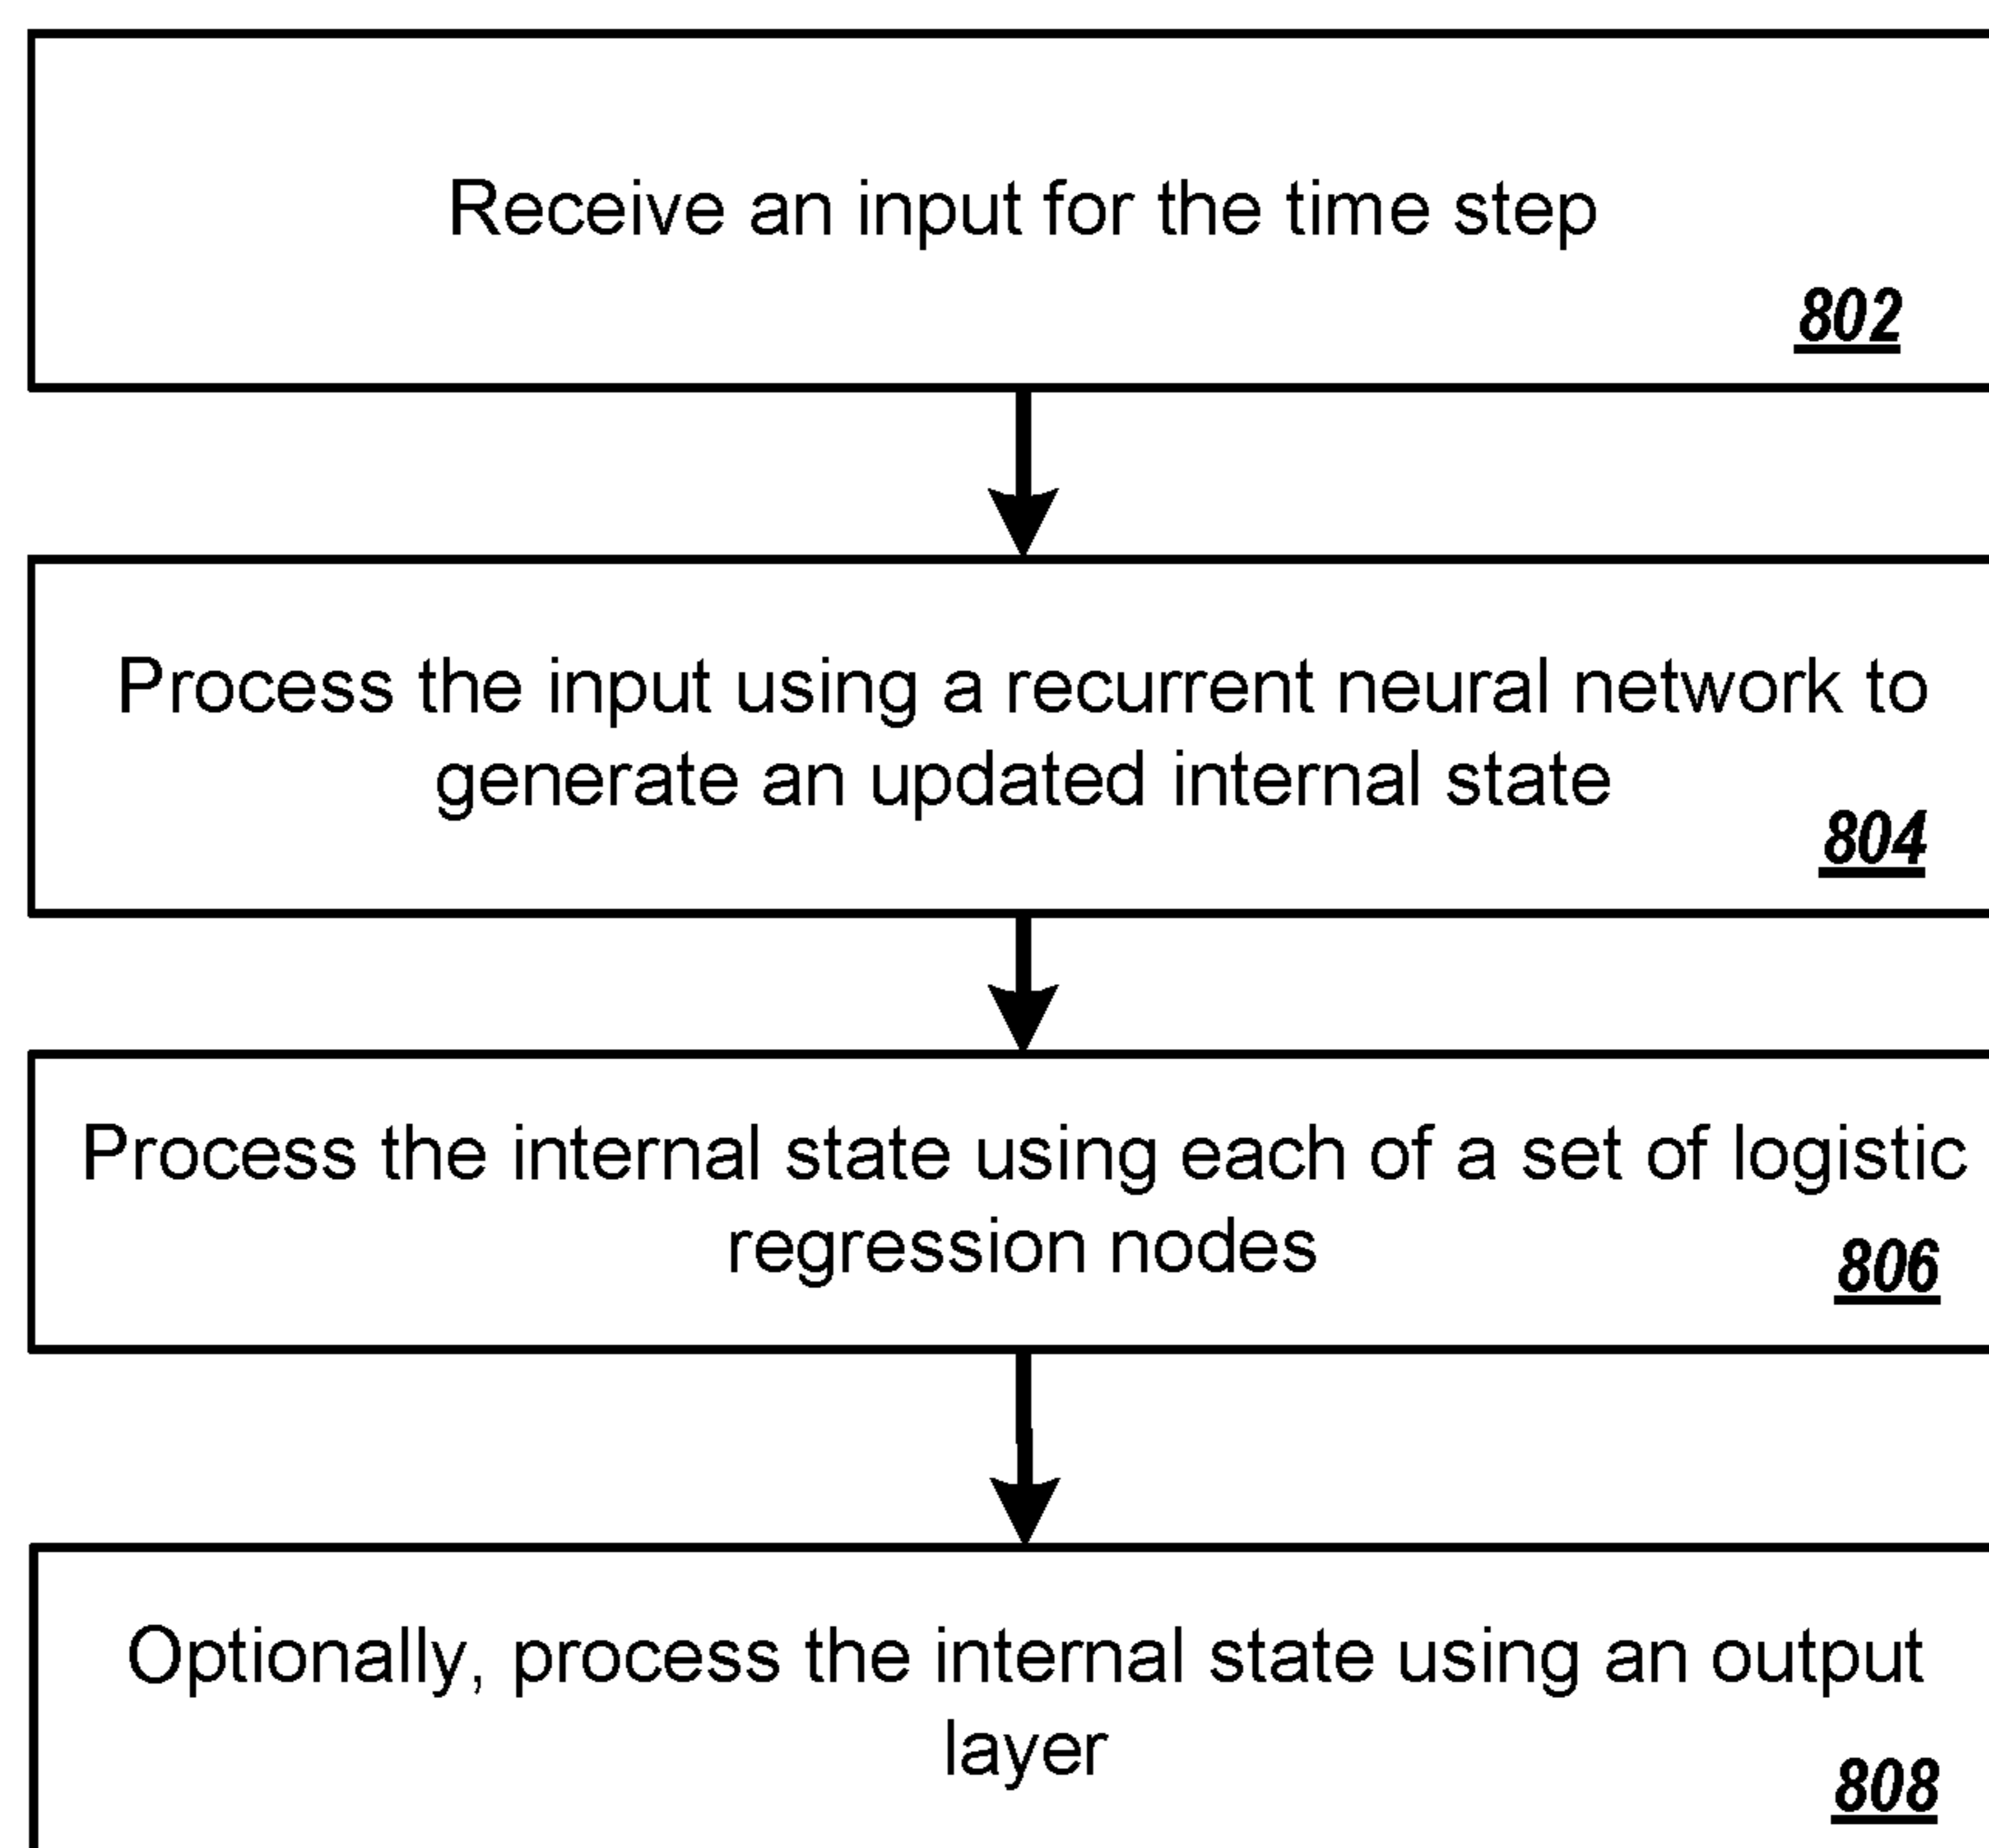 Receive an input for the time step
802
Process the input using a recurrent neural network to
generate an updated internal state
804
Process the internal state using each of a set of logistic
regression nodes
806
Optionally, process the internal state using an output
layer
808